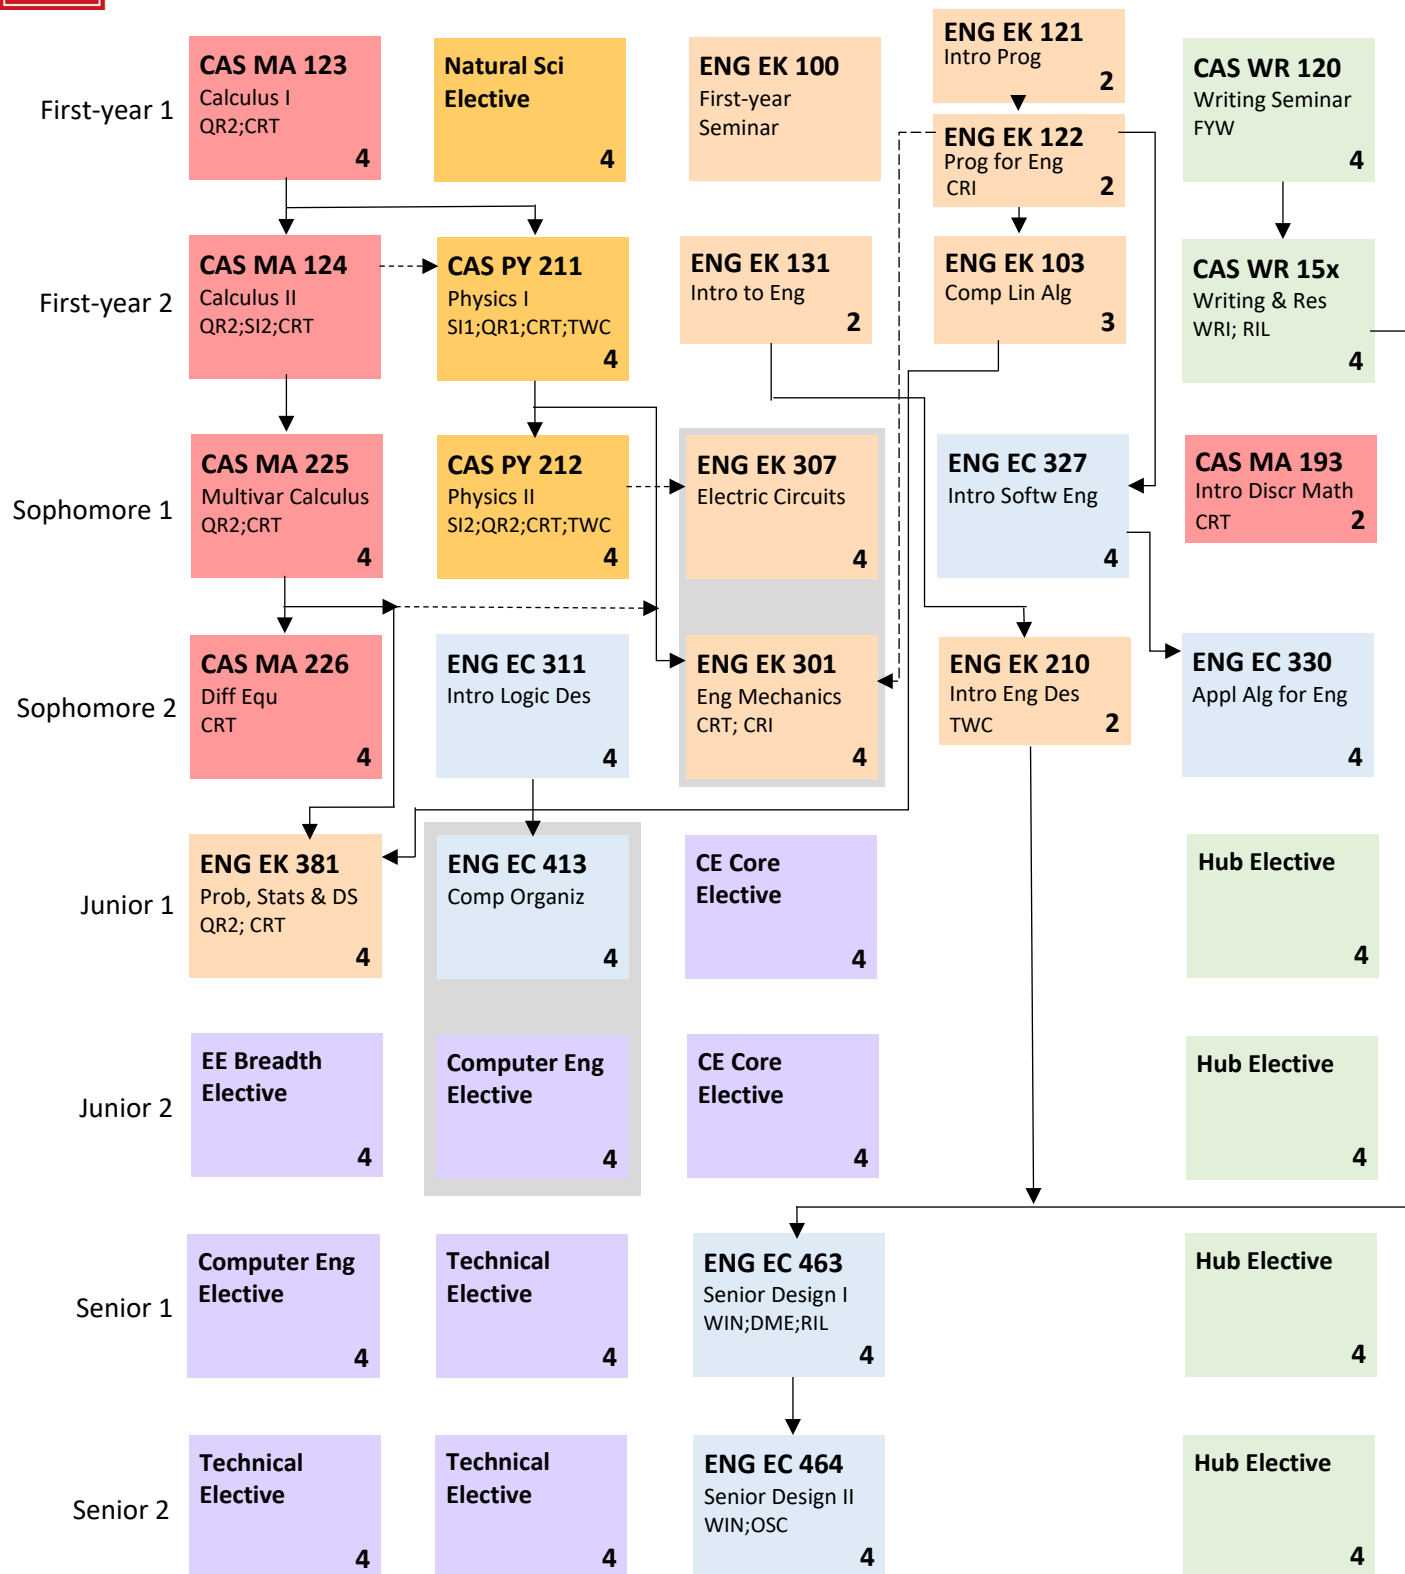 First-year 1
CAS MA 123
Calculus I
QR2;CRT
4
Natural Sci
Elective
4
ENG EK 100
First-year
Seminar
ENG EK 121
Intro Prog
2
ENG EK 122
Prog for Eng
CRI
2
CAS WR 120
Writing Seminar
FYW
4
First-year 2
CAS MA 124
Calculus II
QR2;SI2;CRT
CAS PY 211
Physics I
SI1;QR1;CRT;TWC
4
ENG EK 131
Intro to Eng
2
ENG EK 103
Comp Lin Alg
3
CAS WR 15x
Writing & Res
WRI; RIL
4
Sophomore 1
CAS MA 225
Multivar Calculus
QR2;CRT
4
CAS PY 212
Physics II
SI2;QR2;CRT;TWC
4
ENG EK 307
Electric Circuits
4
ENG EC 327
Intro Softw Eng
4
CAS MA 193
Intro Discr Math
CRT
2
Sophomore 2
CAS MA 226
Diff Equ
CRT
4
ENG EC 311
Intro Logic Des
4
ENG EK 301
Eng Mechanics
CRT; CRI
4
ENG EK 210
Intro Eng Des
TWC
2
ENG EC 330
Appl Alg for Eng
4
Junior 1
ENG EK 381
Prob, Stats & DS
QR2; CRT
4
ENG EC 413
Comp Organiz
4
CE Core
Elective
4
Hub Elective
4
Junior 2
EE Breadth
Elective
4
Computer Eng
Elective
4
CE Core
Elective
4
Hub Elective
4
Senior 1
Computer Eng
Elective
4
Technical
Elective
4
ENG EC 463
Senior Design I
WIN;DME;RIL
4
Hub Elective
4
Senior 2
Technical
Elective
4
Technical
Elective
4
ENG EC 464
Senior Design II
WIN;OSC
4
Hub Elective
4